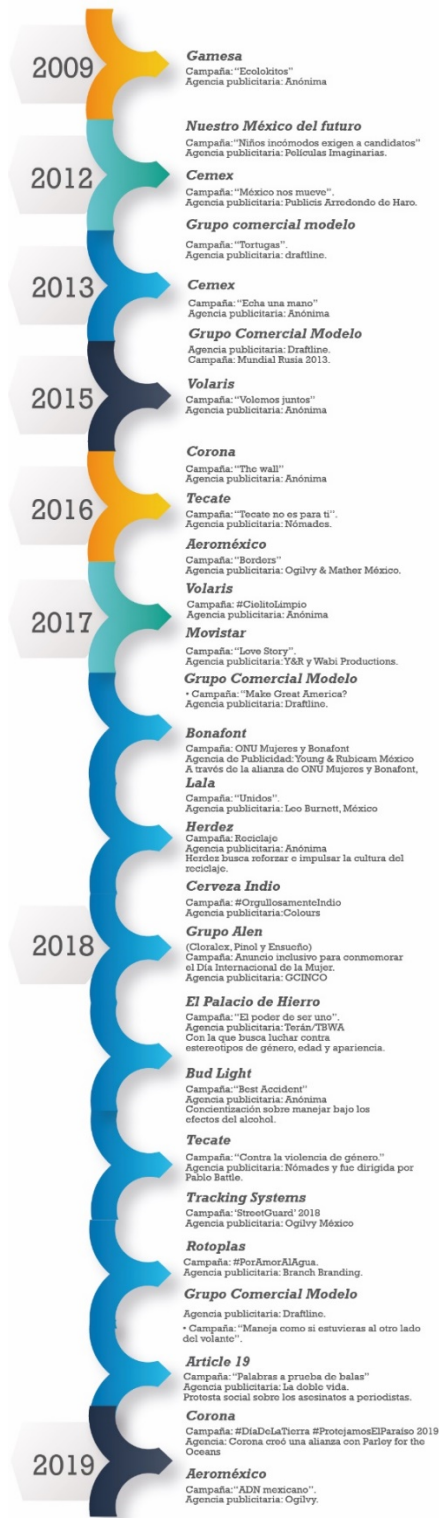 2009
Gamesa
Campaña: "Ecolokitos"
Agencia publicitaria: Anónima
Nuestro México del futuro
Campaña: "Niños incómodos exigen a candidatos"
Agencia publicitaria: Películas Imaginarias.
2012
Cemex
Campaña: "México nos mueve".
Agencia publicitaria: Publicis Arredondo de Haro.
Grupo comercial modelo
Campaña: "Tortugas".
Agencia publicitaria: draftline.
2013
Cemex
Campaña: "Echa una mano"
Agencia publicitaria: Anónima
Grupo Comercial Modelo
Agencia publicitaria: Draftline.
Campaña: Mundial Rusia 2013.
2015
Volaris
Campaña: "Volemos juntos"
Agencia publicitaria: Anónima
Corona
Campaña: "The wall"
Agencia publicitaria: Anónima
2016
Tecate
Campaña: "Tecate no es para ti".
Agencia publicitaria: Nómades.
Aeroméxico
Campaña: "Borders"
Agencia publicitaria: Ogilvy & Mather México.
2017
Volaris
Campaña: #CielitoLimpio
Agencia publicitaria: Anónima
Movistar
Campaña: "Love Story".
Agencia publicitaria: Y&R y Wabi Productions.
Grupo Comercial Modelo
• Campaña: "Make Great America?
Agencia publicitaria: Draftline.
Bonafont
Campaña: ONU Mujeres y Bonafont
Agencia de Publicidad: Young & Rubicam México
A través de la alianza de ONU Mujeres y Bonafont,
Lala
Campaña: "Unidos".
Agencia publicitaria: Leo Burnett, México
Herdez
Campaña: Reciclaje
Agencia publicitaria: Anónima
Herdez busca reforzar e impulsar la cultura del
reciclaje.
Cerveza Indio
Campaña: #OrgullosamenteIndio
Agencia publicitaria: Colours
2018
Grupo Alen
(Cloralex, Pinol y Ensueño)
Campaña: Anuncio inclusivo para conmemorar
el Día Internacional de la Mujer.
Agencia publicitaria: GCINCO
El Palacio de Hierro
Campaña: "El poder de ser uno".
Agencia publicitaria: Terán/TBWA
Con la que busca luchar contra
estereotipos de género, edad y apariencia.
Bud Light
Campaña: "Best Accident"
Agencia publicitaria: Anónima
Concientización sobre manejar bajo los
efectos del alcohol.
Tecate
Campaña: "Contra la violencia de género."
Agencia publicitaria: Nómades y fue dirigida por
Pablo Battle.
Tracking Systems
Campaña: 'StreetGuard' 2018
Agencia publicitaria: Ogilvy México
Rotoplas
Campaña: #PorAmorAlAgua.
Agencia publicitaria: Branch Branding.
Grupo Comercial Modelo
Agencia publicitaria: Draftline.
• Campaña: "Maneja como si estuvieras al otro lado
del volante".
Article 19
Campaña: "Palabras a prueba de balas"
Agencia publicitaria: La doble vida.
Protesta social sobre los asesinatos a periodistas.
Corona
Campaña: #DíaDeLaTierra #ProtejamosElParaíso 2019
Agencia: Corona creó una alianza con Parley for the
Oceans
2019
Aeroméxico
Campaña: "ADN mexicano".
Agencia publicitaria: Ogilvy.